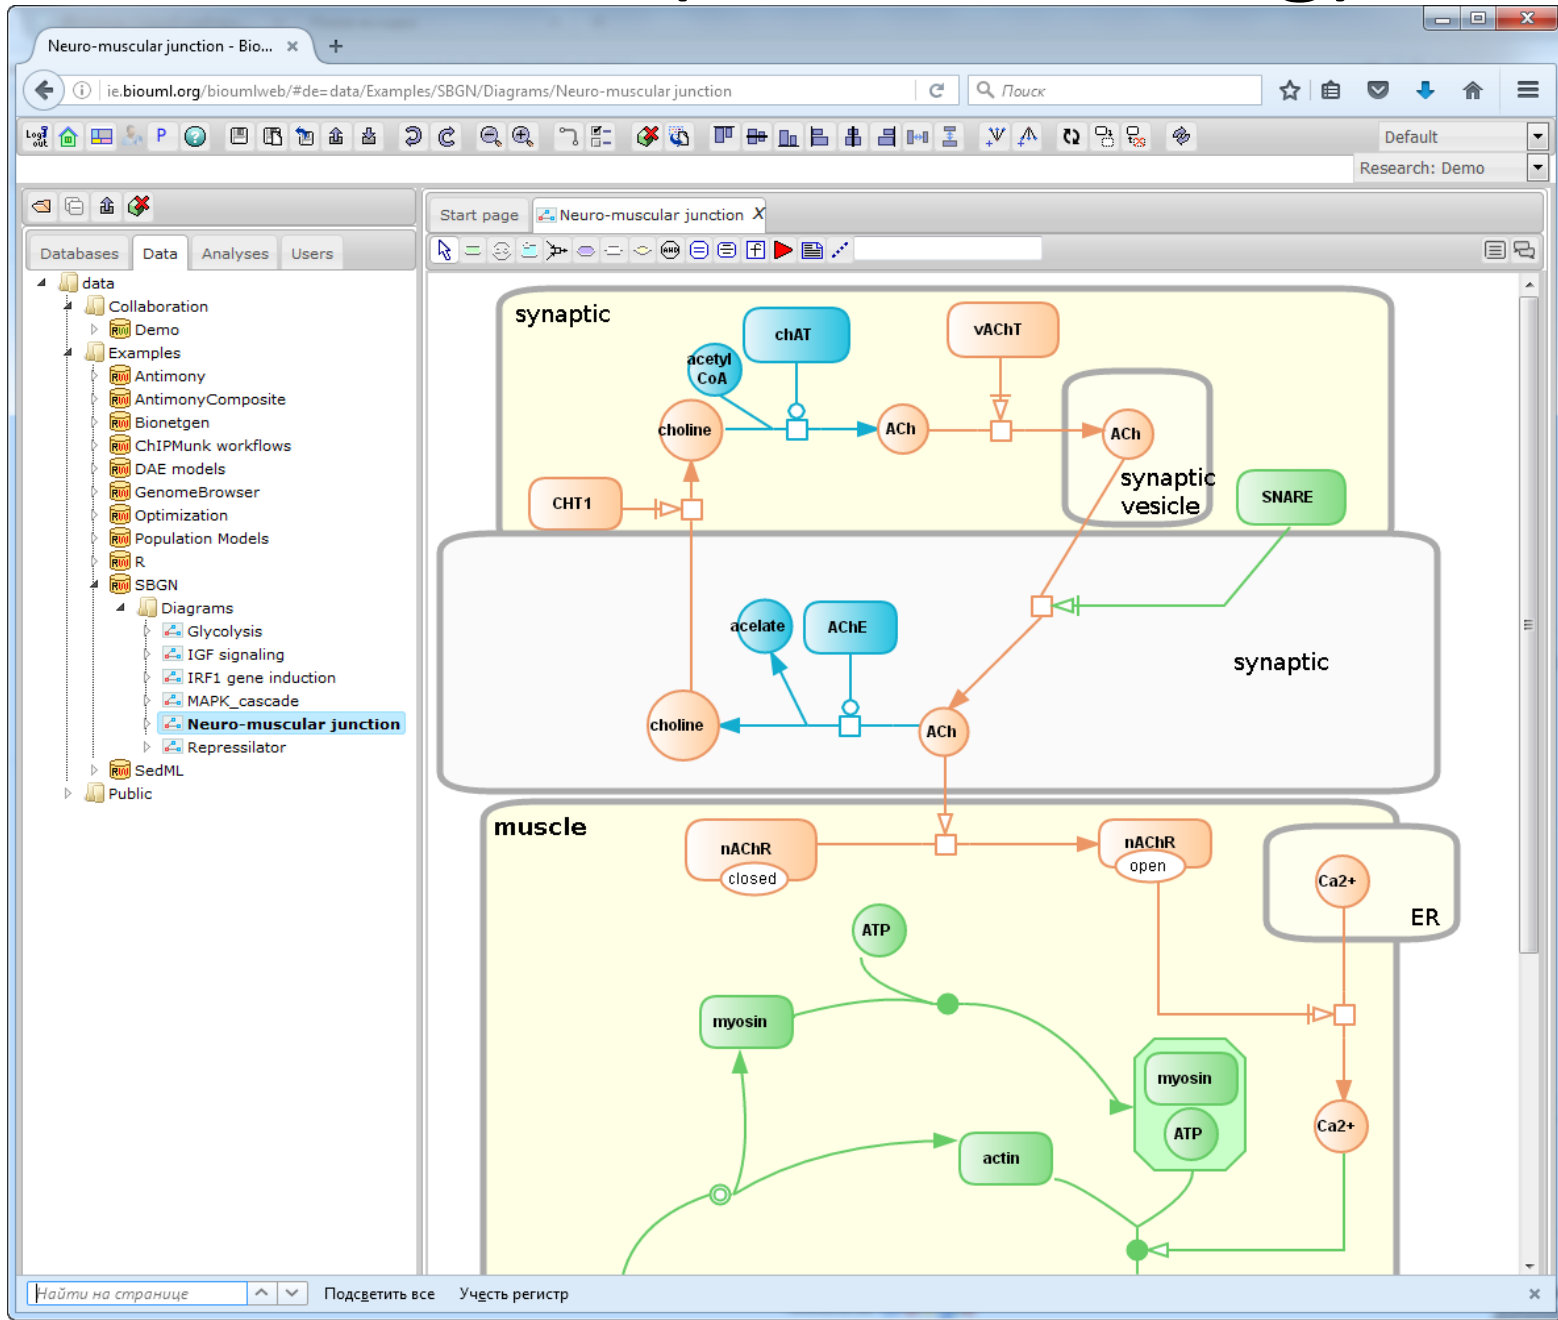 Neuro-muscular junction - Bio...
ie.biouml.org/bioumlweb/#de=data/Examples/SBGN/Diagrams/Neuro-muscular junction
Поиск
Log out
P
Default
Research: Demo
Start page
Neuro-muscular junction X
Databases Data Analyses Users
AND
f
data
Collaboration
Demo
Examples
Antimony
AntimonyComposite
Bionetgen
ChIPMunk workflows
DAE models
GenomeBrowser
Optimization
Population Models
R
SBGN
Diagrams
Glycolysis
IGF signaling
IRF1 gene induction
MAPK_cascade
Neuro-muscular junction
Repressilator
SedML
Public
synaptic
chAT
vAChT
acetyl
CoA
choline
ACh
ACh
synaptic
vesicle
CHT1
SNARE
acelate
AChE
synaptic
choline
ACh
muscle
nAChR
closed
nAChR
open
Ca2+
ER
ATP
myosin
myosin
ATP
Ca2+
actin
Найти на странице
Подсветить все
Учесть регистр